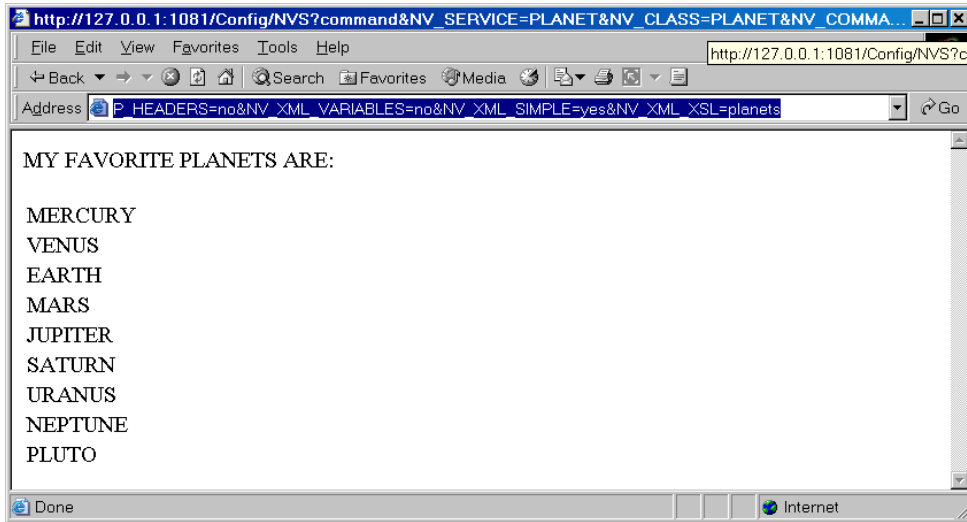 http://127.0.0.1:1081/Config/NVS?command&NV_SERVICE=PLANET&NV_CLASS=PLANET&NV_COMMA...
File Edit View Favorites Tools Help
http://127.0.0.1:1081/Config/NVS?c
Back Search Favorites Media
Address P_HEADERS=no&NV_XML_VARIABLES=no&NV_XML_SIMPLE=yes&NV_XML_XSL=planets Go
MY FAVORITE PLANETS ARE:
MERCURY
VENUS
EARTH
MARS
JUPITER
SATURN
URANUS
NEPTUNE
PLUTO
Done Internet